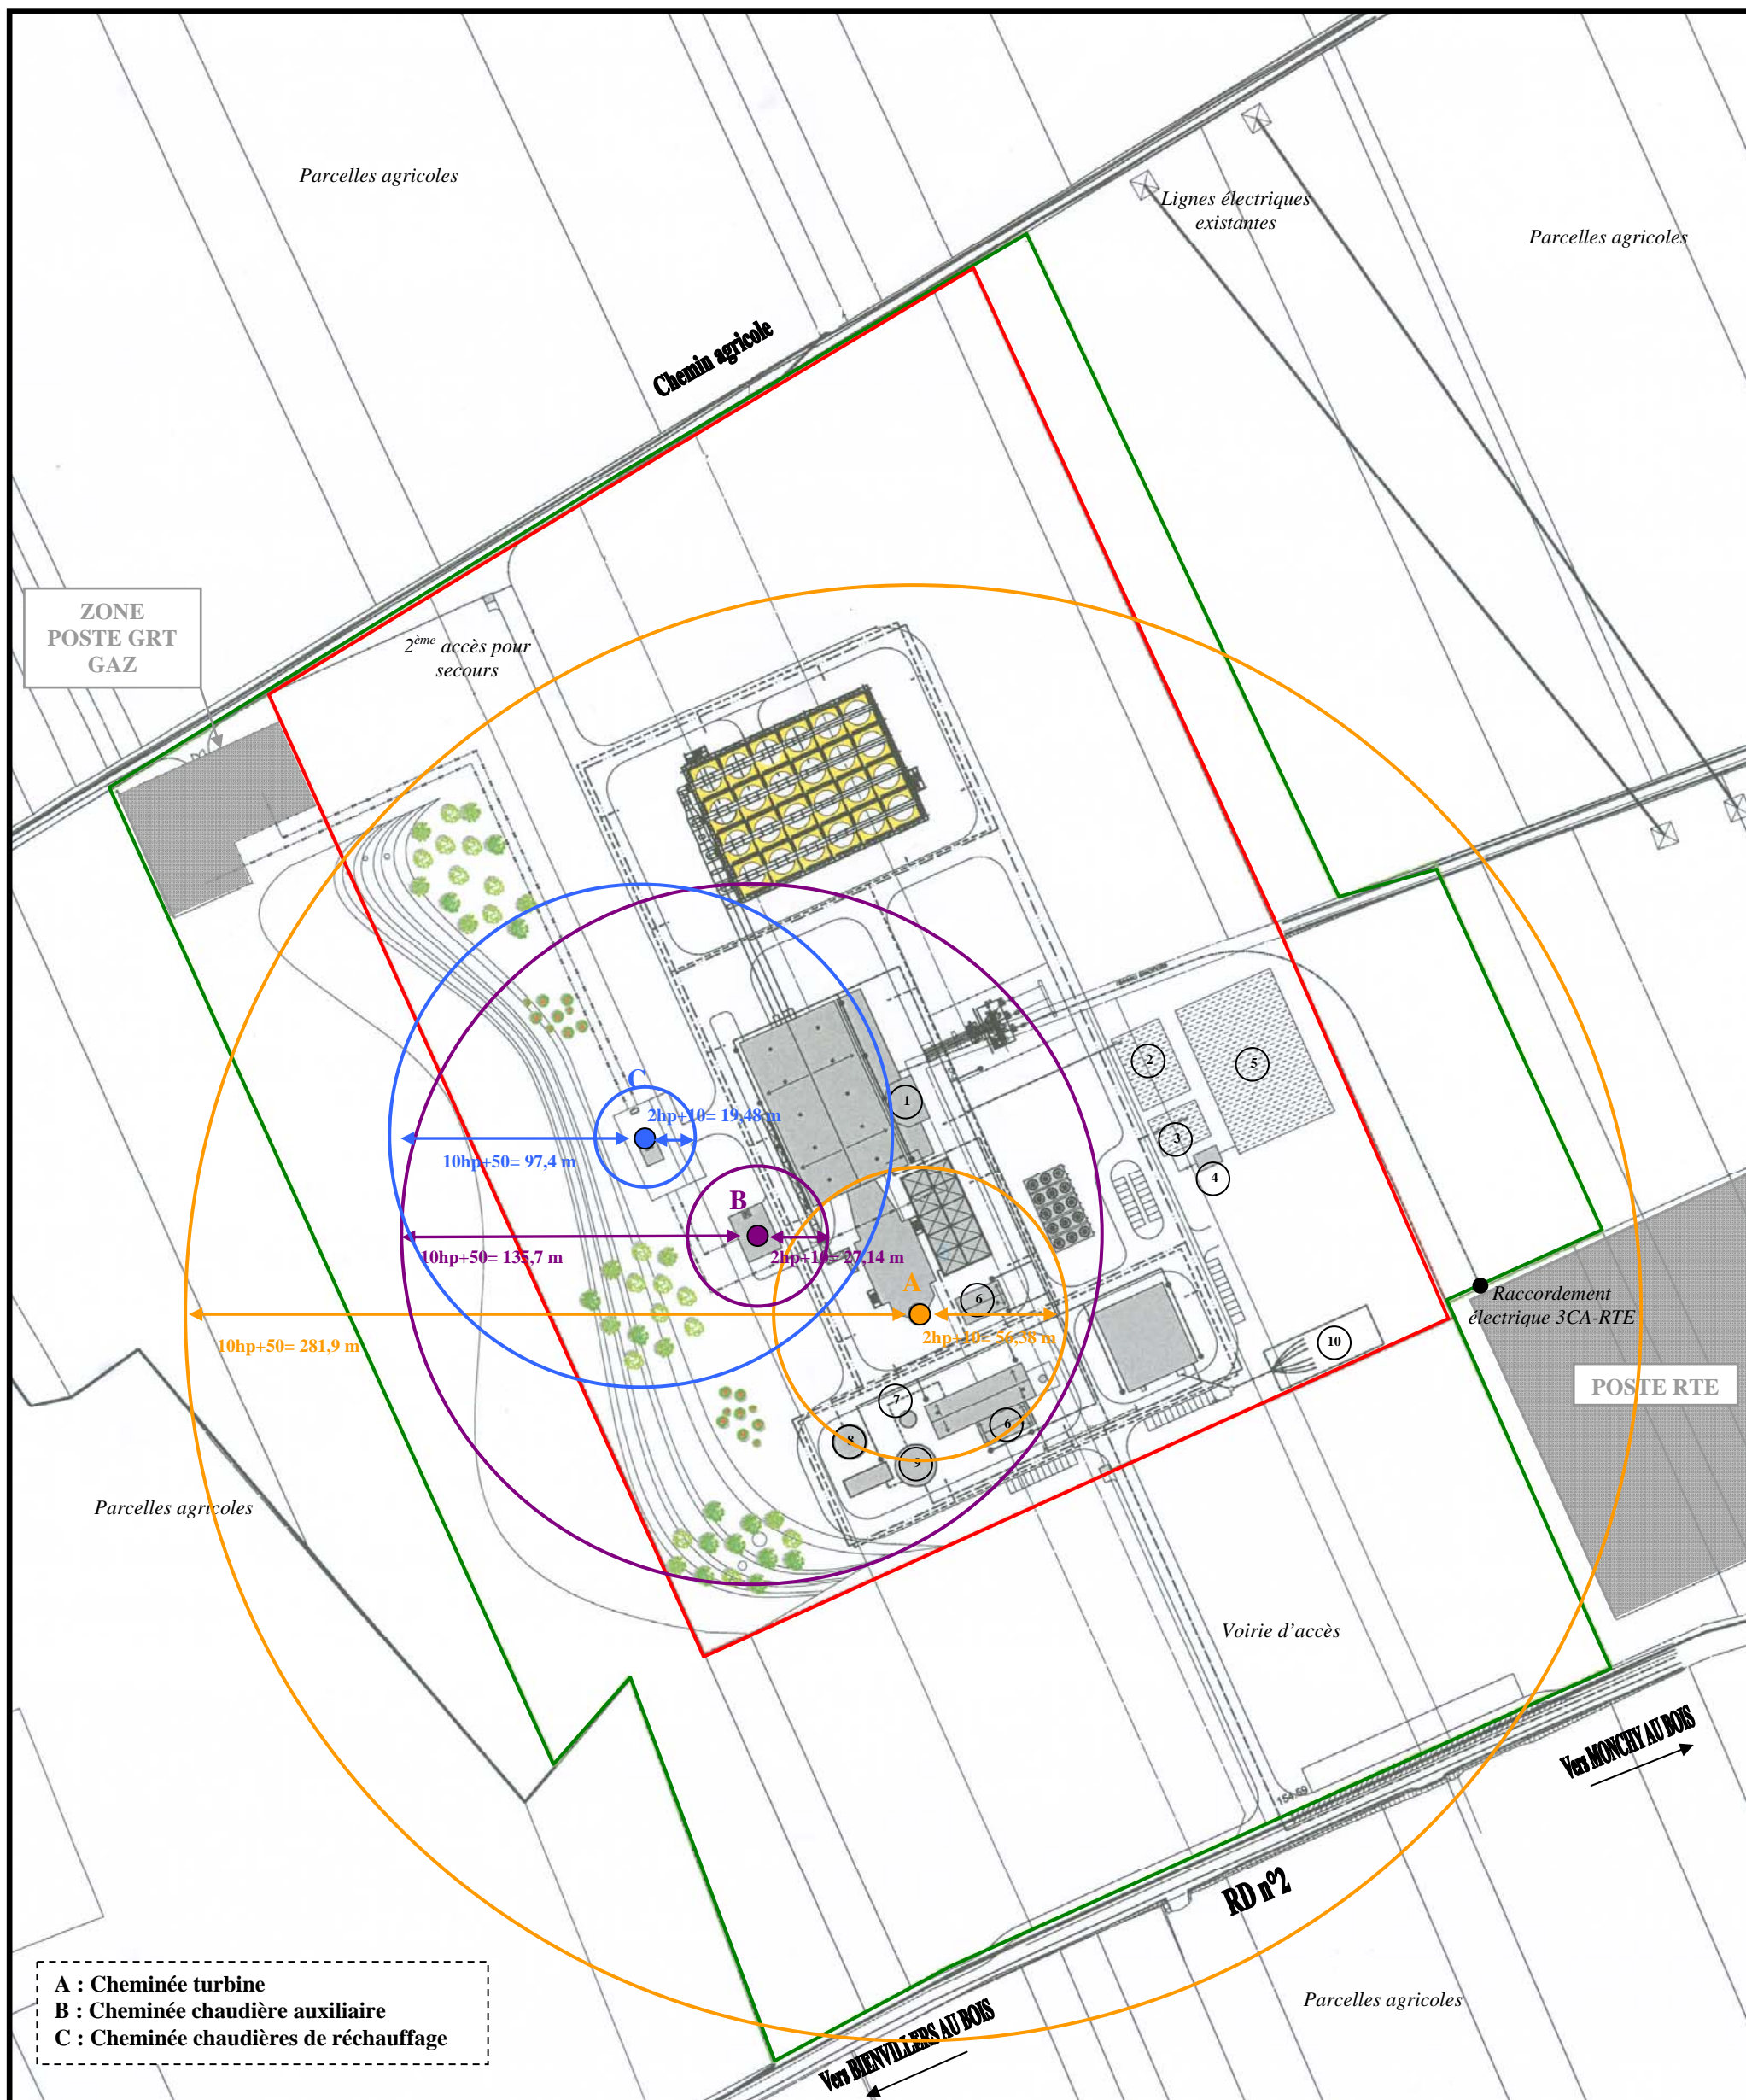 Parcelles agricoles
Lignes électriques
existantes
Parcelles agricoles
Chemin agricole
ZONE
POSTE GRT
GAZ
2ème accès pour
secours
C
2hp+10= 19,48 m
10hp+50= 97,4 m
B
10hp+50= 135,7 m
2hp+10= 27,14 m
A
10hp+50= 281,9 m
2hp+10= 56,38 m
1
2
3
4
5
6
7
8
9
6
10
Raccordement
électrique 3CA-RTE
POSTE RTE
Parcelles agricoles
Voirie d'accès
Vers MONCHY AU BOIS
154.59
RD n°2
Vers BIENVILLERS AU BOIS
Parcelles agricoles
A : Cheminée turbine
B : Cheminée chaudière auxiliaire
C : Cheminée chaudières de réchauffage